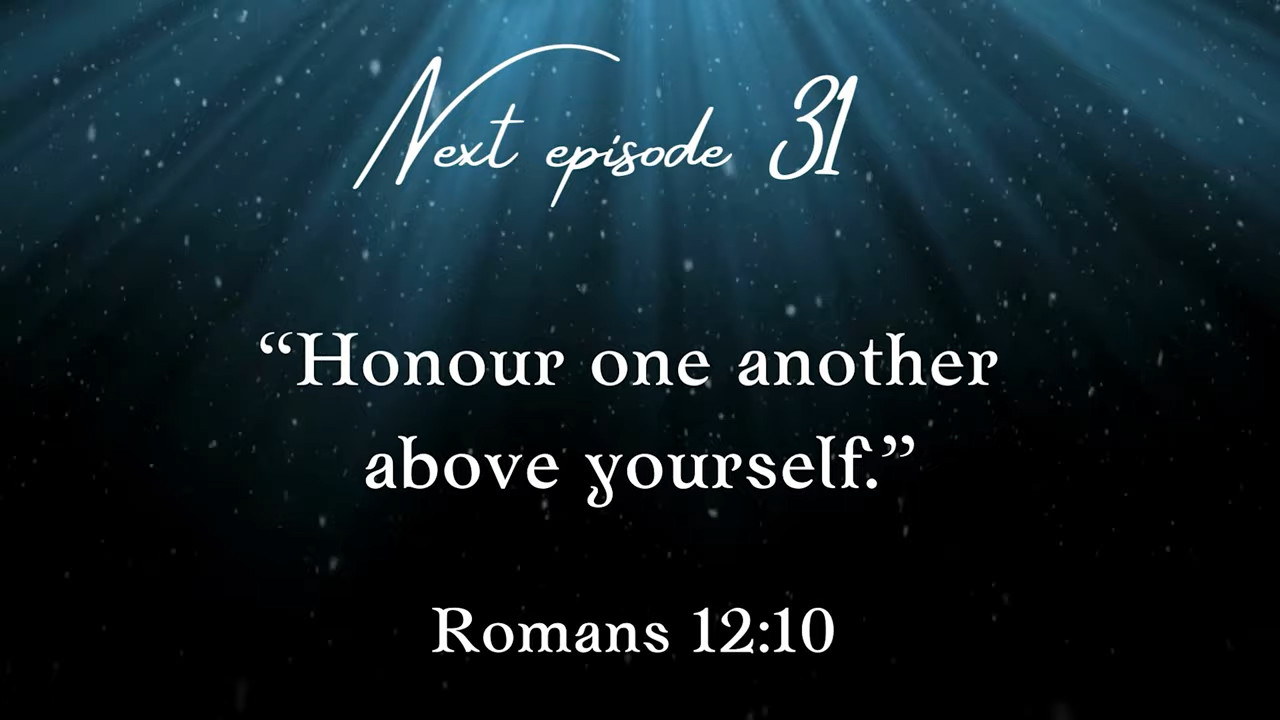 Next episode 31
“Honour one another
above yourself.”
Romans 12:10